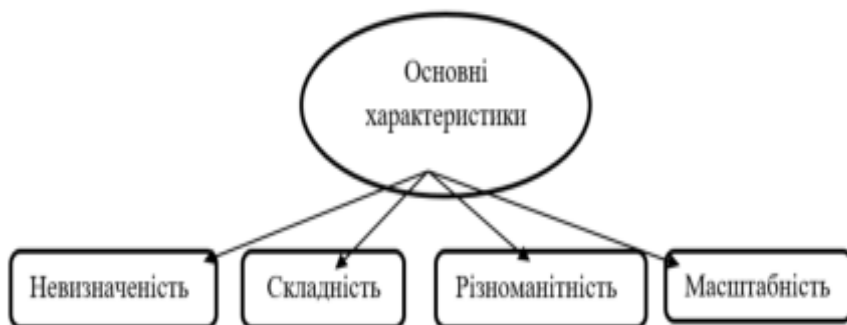 Основні
характеристики
Невизначеність
Складність
Різноманітність
Масштабність